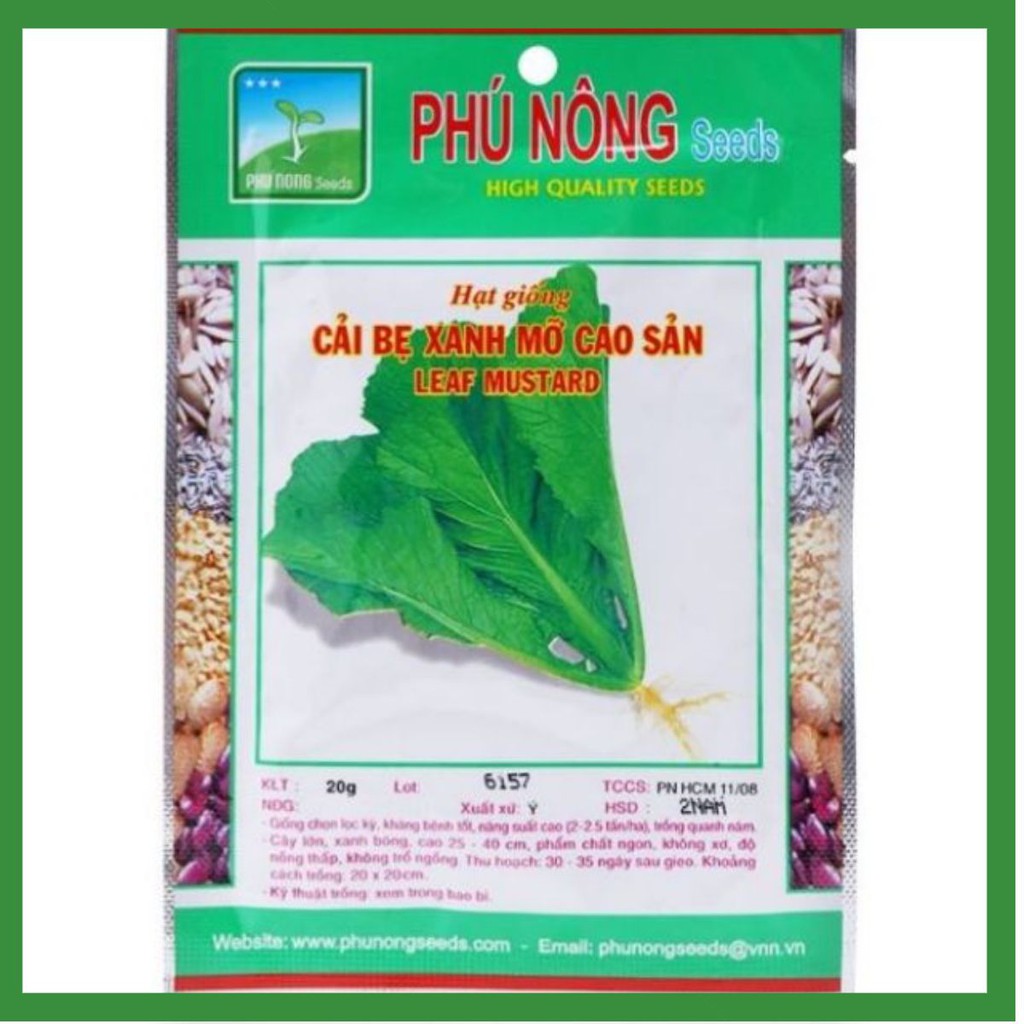 PHÚ NÔNG Seeds
HIGH QUALITY SEEDS
PHU NONG Seeds
Hạt giống
CẢI BẸ XANH MỠ CAO SẢN
LEAF MUSTARD
KLT : 20g Lot: 6157 TCCS: PN HCM 11/08
NĐG: Xuất xứ: Ý HSD : 2NAM
- Giống chọn lọc kỹ, kháng bệnh tốt, năng suất cao (2-2.5 tấn/ha), trồng quanh năm.
- Cây lớn, xanh bóng, cao 25 - 40 cm, phẩm chất ngon, không xơ, độ
nồng thấp, không trổ ngồng. Thu hoạch: 30 - 35 ngày sau gieo. Khoảng
cách trồng: 20 x 20cm.
- Kỹ thuật trồng: xem trong bao bì.
Website: www.phunongseeds.com - Email: phunongseeds@vnn.vn